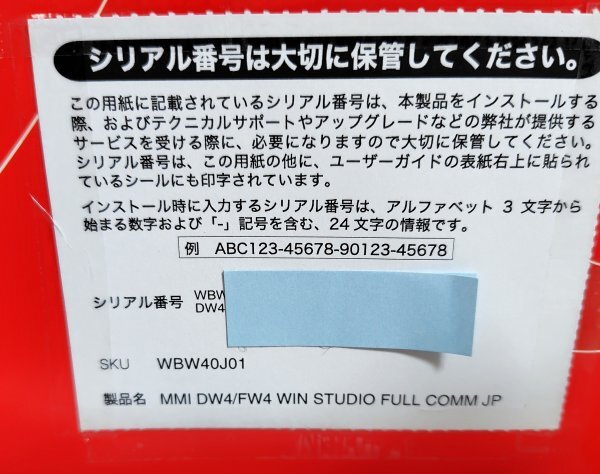 シリアル番号は大切に保管してください。
この用紙に記載されているシリアル番号は、本製品をインストールする
際、およびテクニカルサポートやアップグレードなどの弊社が提供する
サービスを受ける際に、必要になりますので大切に保管してください。
シリアル番号は、この用紙の他に、ユーザーガイドの表紙右上に貼られ
ているシールにも印字されています。
インストール時に入力するシリアル番号は、アルファベット 3 文字から
始まる数字および「-」記号を含む、24 文字の情報です。
例 ABC123-45678-90123-45678
シリアル番号 WBW
DW4
SKU WBW40J01
製品名 MMI DW4/FW4 WIN STUDIO FULL COMM JP